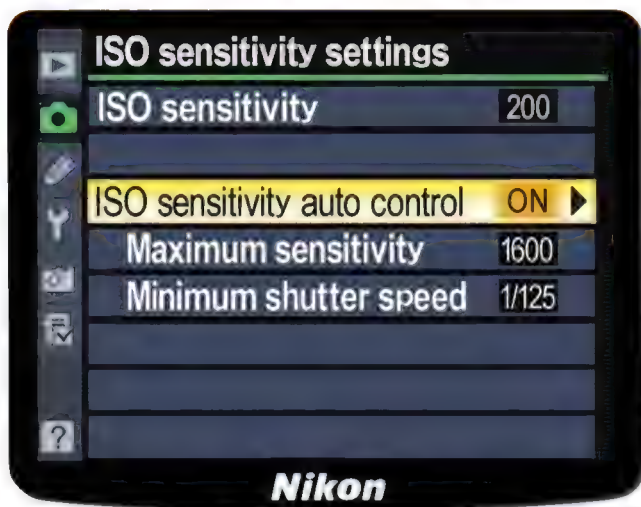 ISO sensitivity settings
ISO sensitivity 200
ISO sensitivity auto control ON
Maximum sensitivity 1600
Minimum shutter speed 1/125
?
Nikon